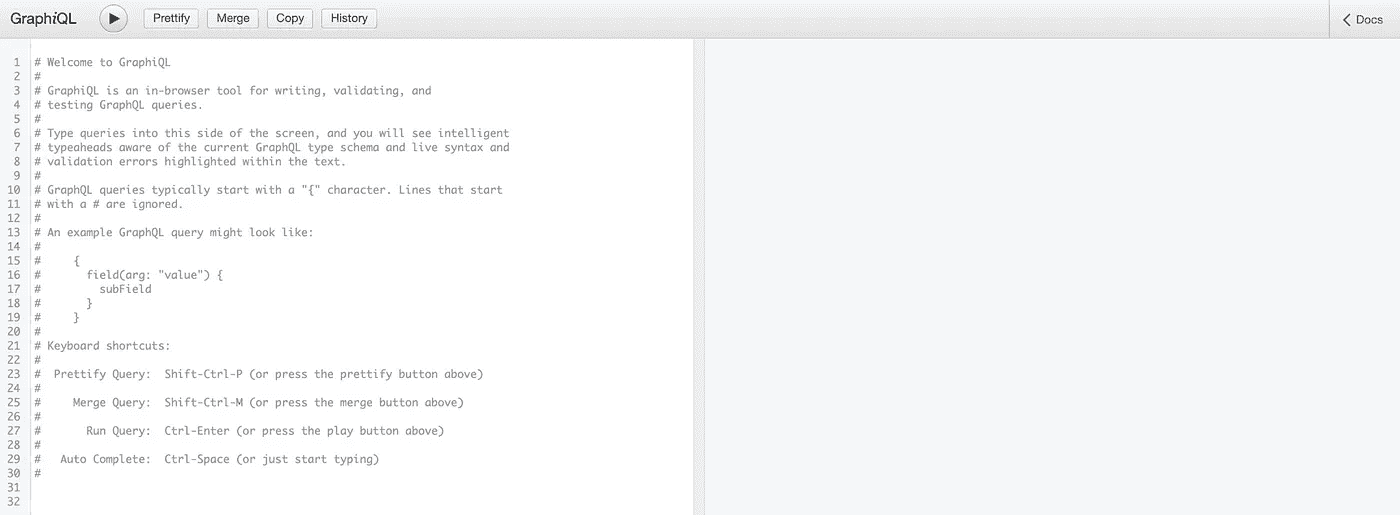 GraphiQL Prettify Merge Copy History Docs
1 # Welcome to GraphiQL
2 #
3 # GraphiQL is an in-browser tool for writing, validating, and
4 # testing GraphQL queries.
5 #
6 # Type queries into this side of the screen, and you will see intelligent
7 # typeaheads aware of the current GraphQL type schema and live syntax and
8 # validation errors highlighted within the text.
9 #
10 # GraphQL queries typically start with a "{" character. Lines that start
11 # with a # are ignored.
12 #
13 # An example GraphQL query might look like:
14 #
15 #     {
16 #       field(arg: "value") {
17 #         subField
18 #       }
19 #     }
20 #
21 # Keyboard shortcuts:
22 #
23 #  Prettify Query:  Shift-Ctrl-P (or press the prettify button above)
24 #
25 #     Merge Query:  Shift-Ctrl-M (or press the merge button above)
26 #
27 #       Run Query:  Ctrl-Enter (or press the play button above)
28 #
29 #   Auto Complete:  Ctrl-Space (or just start typing)
30 #
31
32